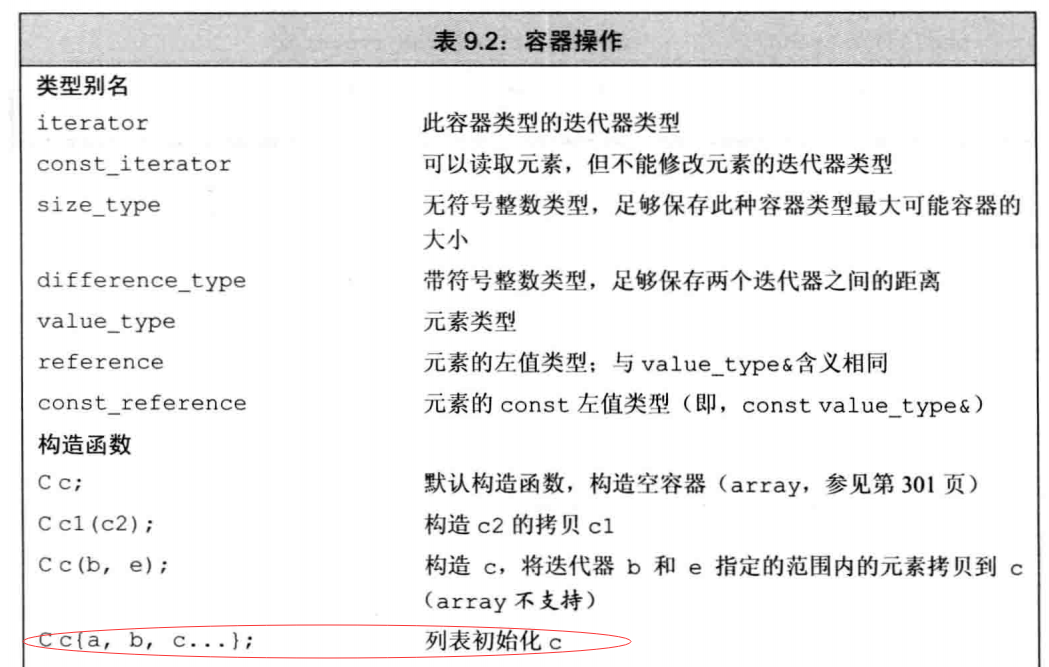 表 9.2：容器操作
类型别名
iterator 此容器类型的迭代器类型
const_iterator 可以读取元素，但不能修改元素的迭代器类型
size_type 无符号整数类型，足够保存此种容器类型最大可能容器的
大小
difference_type 带符号整数类型，足够保存两个迭代器之间的距离
value_type 元素类型
reference 元素的左值类型；与 value_type&含义相同
const_reference 元素的 const 左值类型（即，const value_type&）
构造函数
C c; 默认构造函数，构造空容器（array，参见第 301 页）
C c1(c2); 构造 c2 的拷贝 c1
C c(b, e); 构造 c，将迭代器 b 和 e 指定的范围内的元素拷贝到 c
（array 不支持）
C c{a, b, c...}; 列表初始化 c